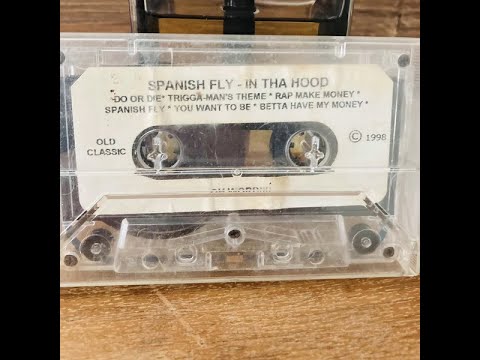 SPANISH FLY - IN THA HOOD
DO OR DIE* TRIGGA-MAN'S THEME * RAP MAKE MONEY *
SPANISH FLY * YOU WANT TO BE * BETTA HAVE MY MONEY *
OLD
CLASSIC
© 1998